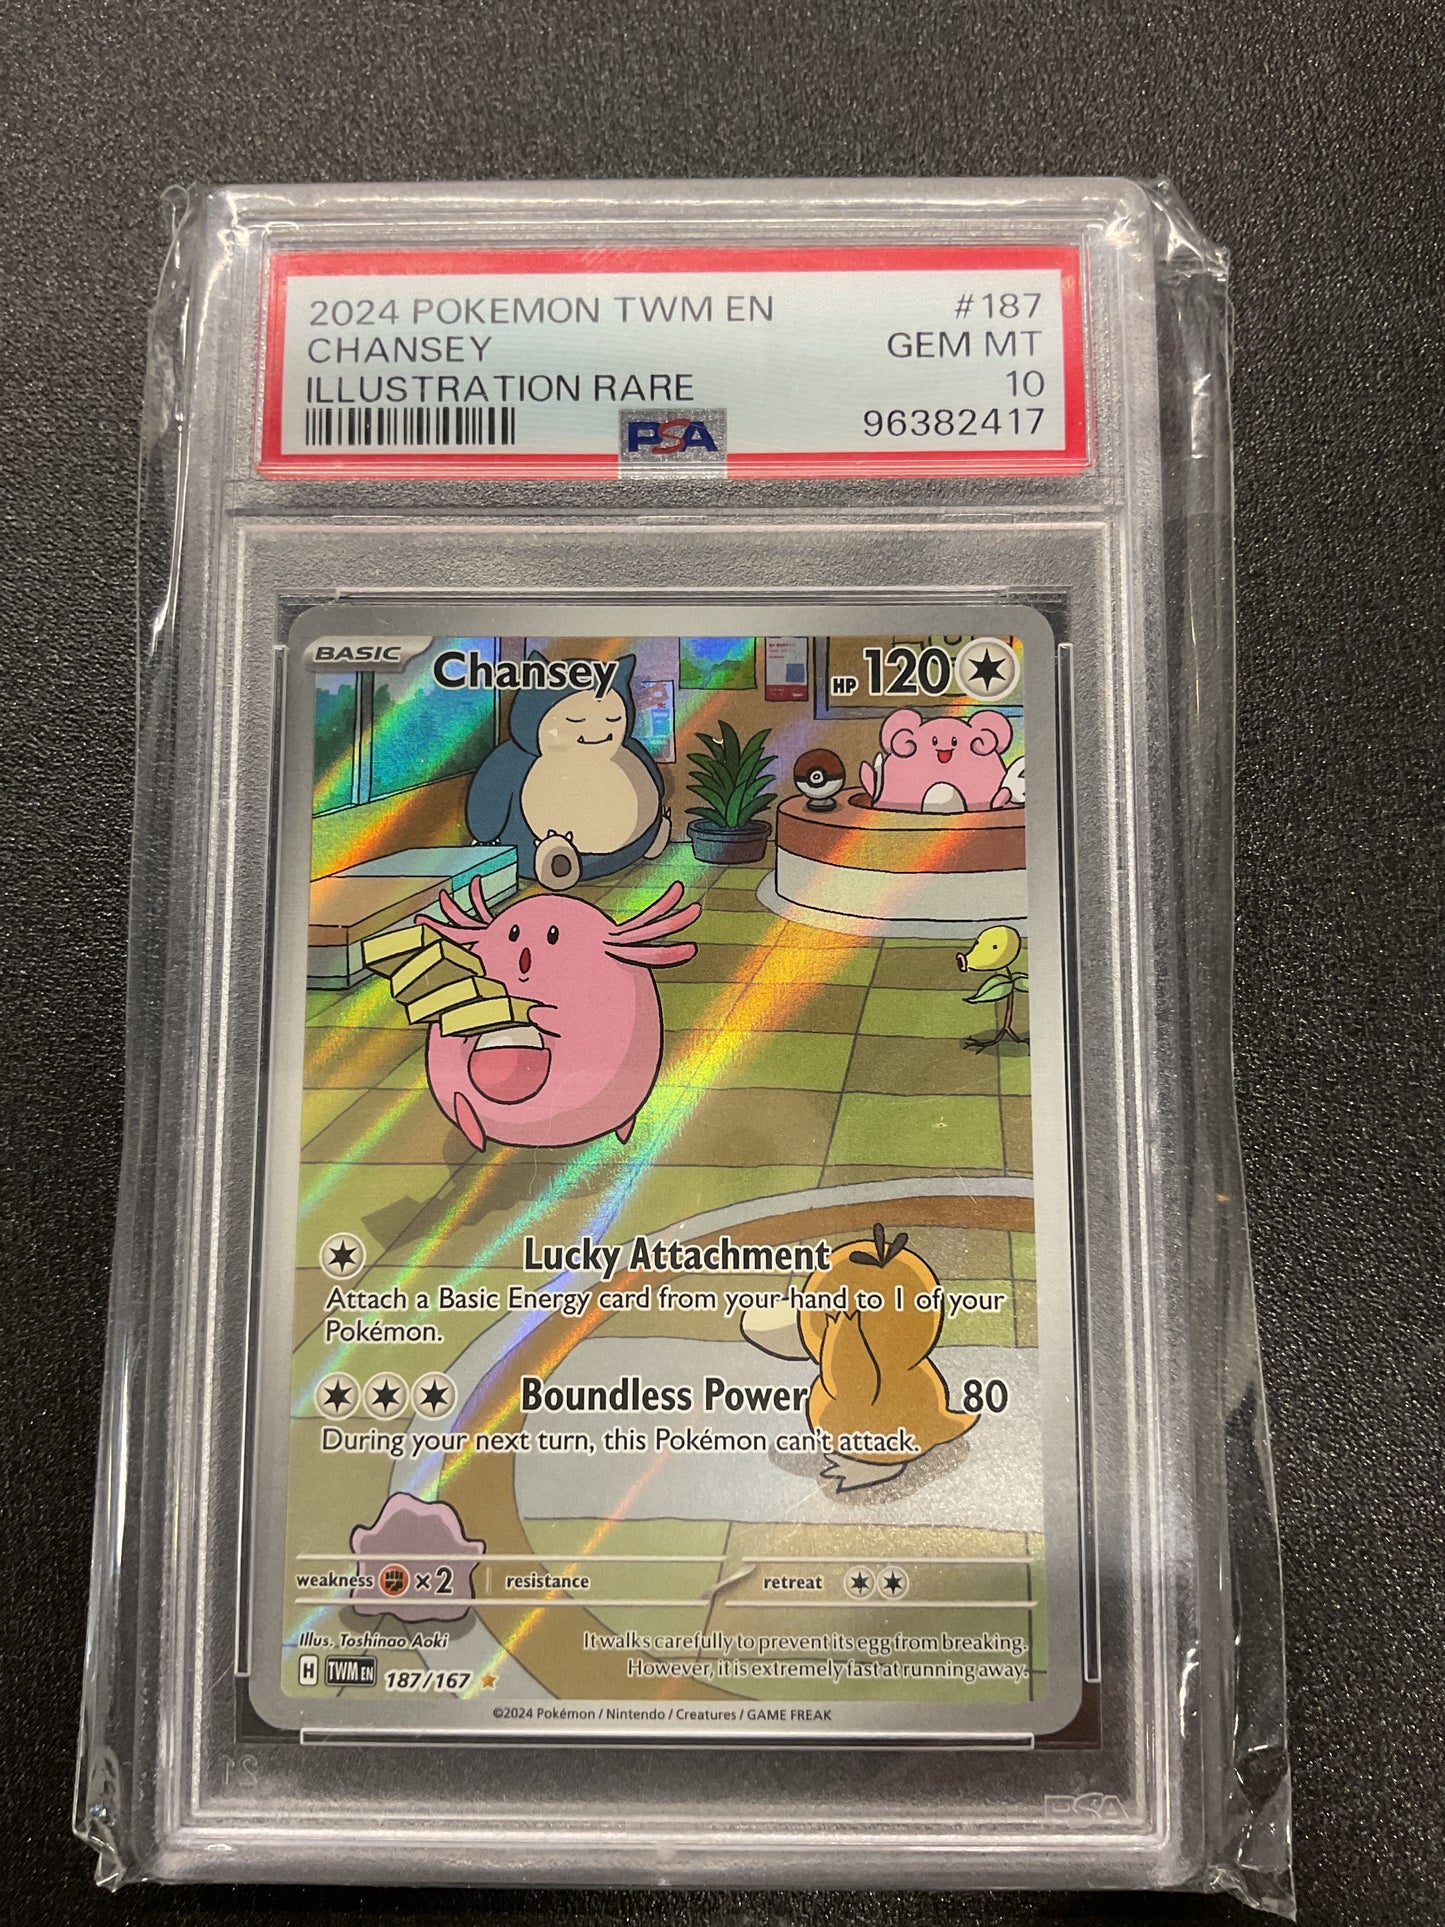 2024 POKEMON TWM EN #187
CHANSEY GEM MT
ILLUSTRATION RARE 10
PSA 96382417
BASIC Chansey HP 120
Lucky Attachment
Attach a Basic Energy card from your hand to 1 of your
Pokémon.
Boundless Power 80
During your next turn, this Pokémon can't attack.
weakness ×2 resistance retreat
Illus. Toshinao Aoki
It walks carefully to prevent its egg from breaking.
However, it is extremely fast at running away.
H TWM EN 187/167
©2024 Pokémon / Nintendo / Creatures / GAME FREAK
PSA